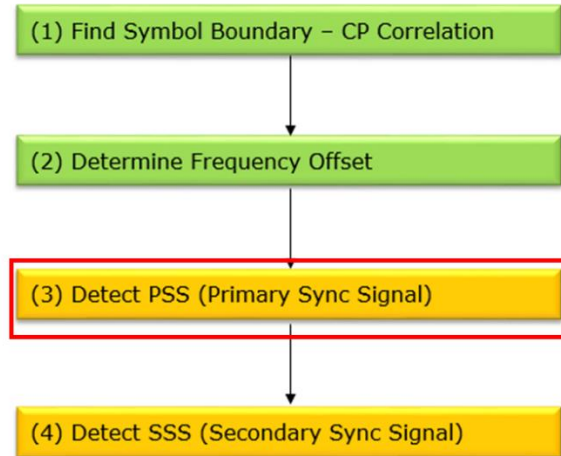 (1) Find Symbol Boundary – CP Correlation
(2) Determine Frequency Offset
(3) Detect PSS (Primary Sync Signal)
(4) Detect SSS (Secondary Sync Signal)